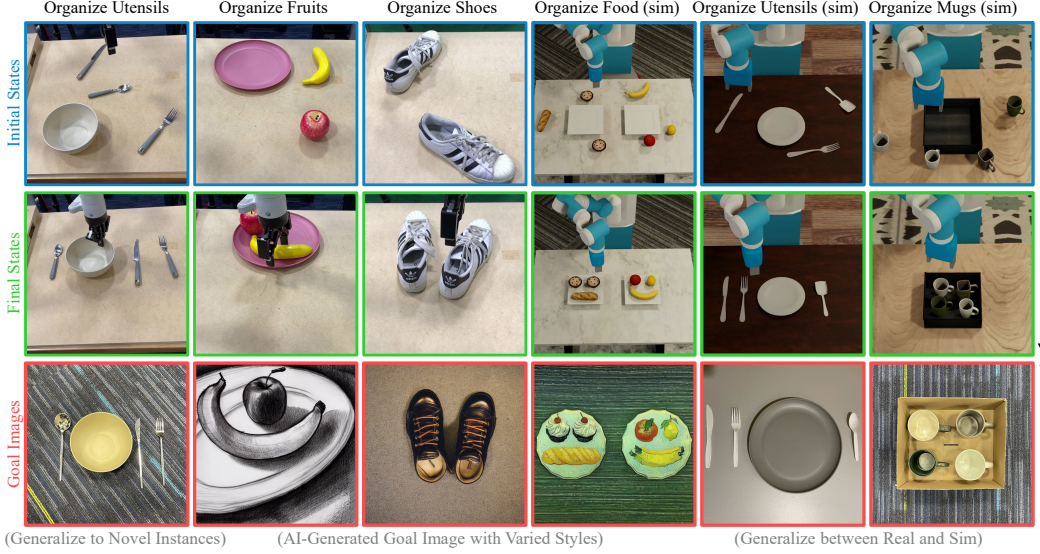 Organize Utensils
Organize Fruits
Organize Shoes
Organize Food (sim)
Organize Utensils (sim)
Organize Mugs (sim)
Initial States
Final States
Goal Images
(Generalize to Novel Instances)
(AI-Generated Goal Image with Varied Styles)
(Generalize between Real and Sim)